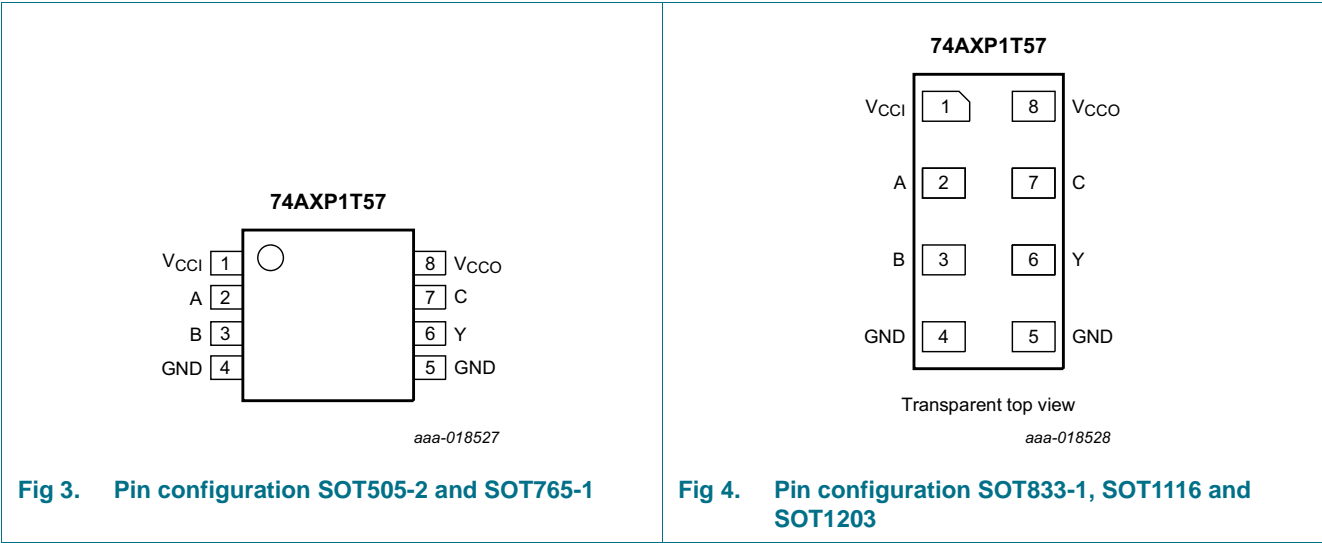 74AXP1T57
VCCI 1 8 VCCO
A 2 7 C
B 3 6 Y
GND 4 5 GND
aaa-018527
Fig 3. Pin configuration SOT505-2 and SOT765-1
74AXP1T57
VCCI 1 8 VCCO
A 2 7 C
B 3 6 Y
GND 4 5 GND
Transparent top view
aaa-018528
Fig 4. Pin configuration SOT833-1, SOT1116 and
SOT1203